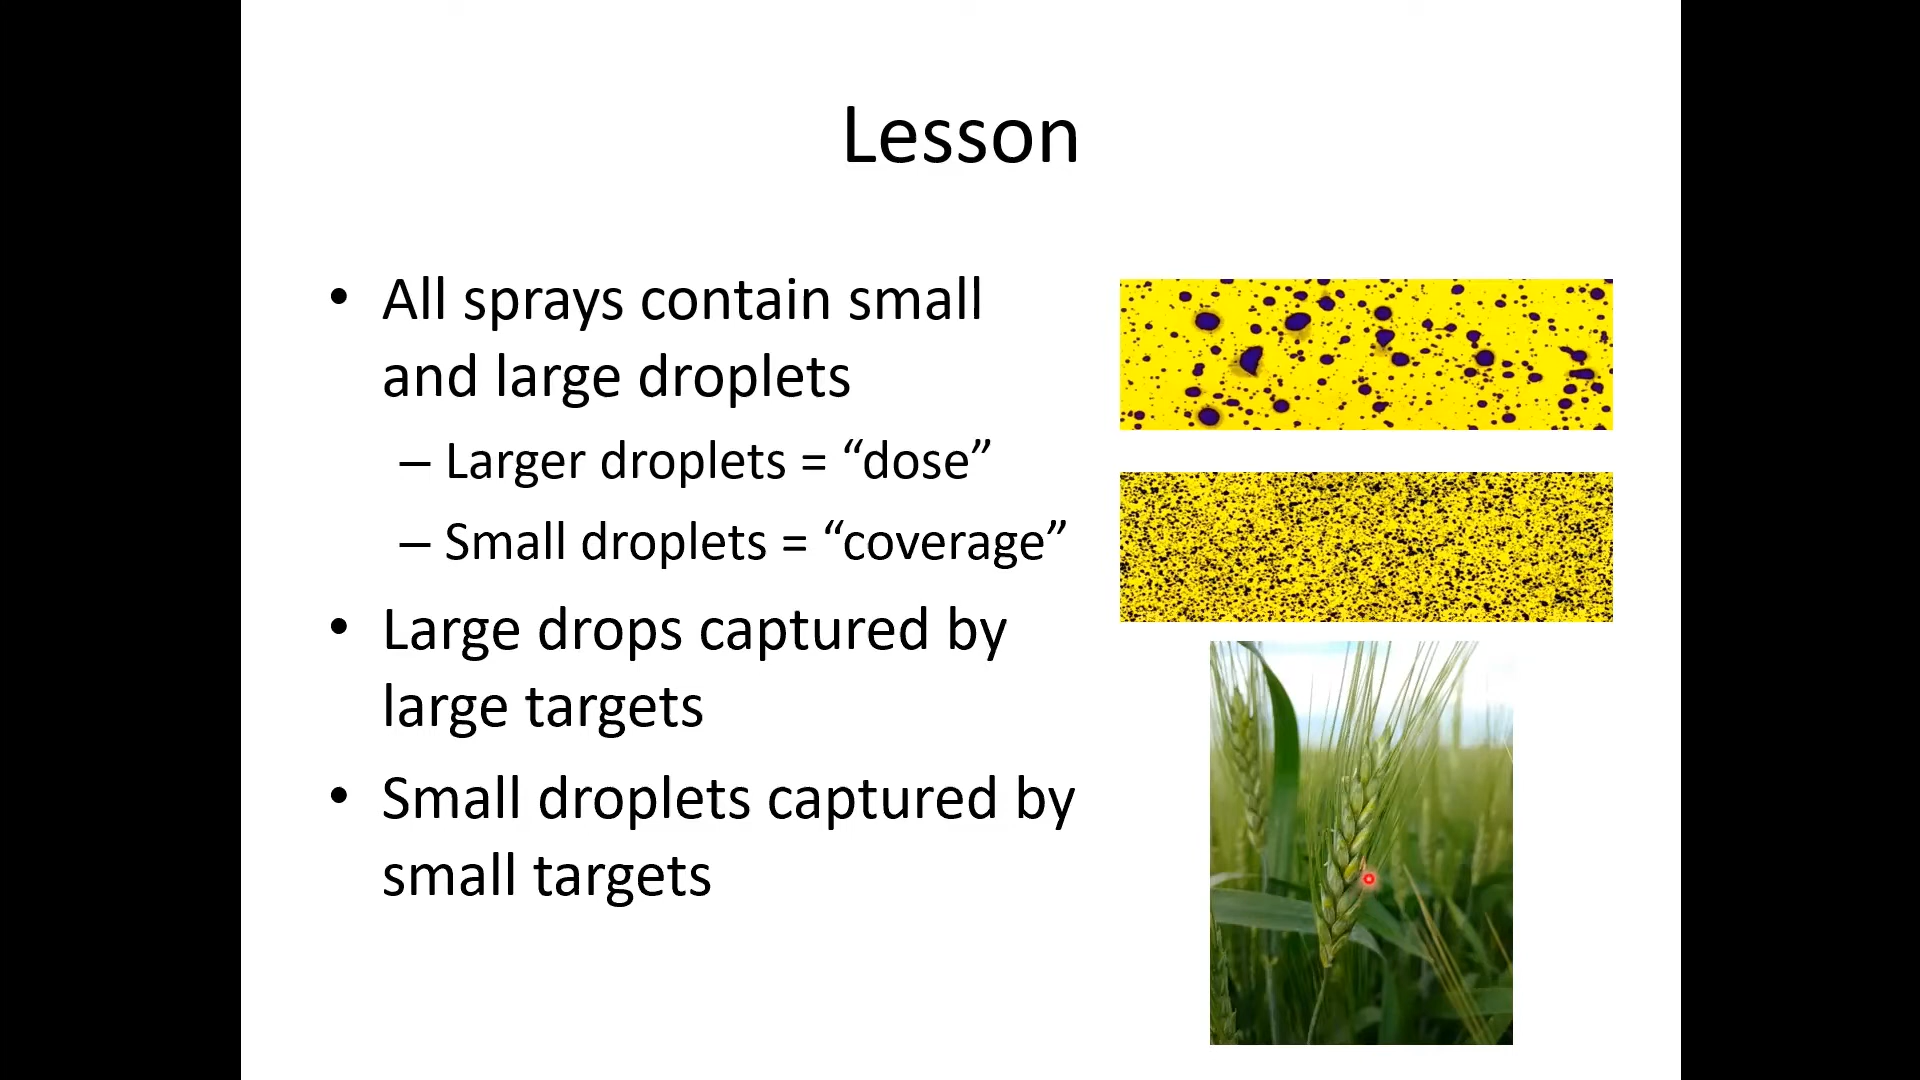 Lesson
• All sprays contain small
and large droplets
– Larger droplets = “dose”
– Small droplets = “coverage”
• Large drops captured by
large targets
• Small droplets captured by
small targets